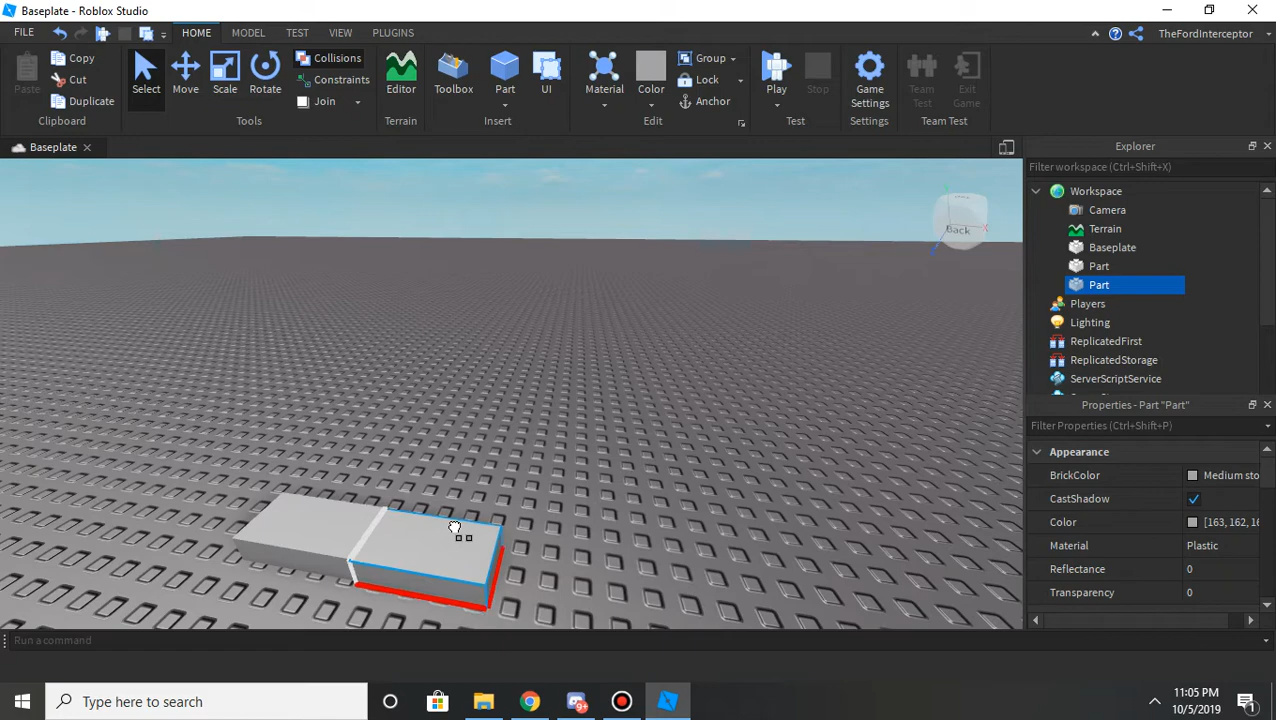 Baseplate - Roblox Studio
FILE HOME MODEL TEST VIEW PLUGINS TheFordInterceptor
Paste Copy Cut Duplicate Clipboard
Select Move Scale Rotate Collisions Constraints Join Tools
Editor Terrain
Toolbox Part UI Insert
Material Color Group Lock Anchor Edit
Play Stop Test
Game Settings Settings
Team Test Exit Game Team Test
Baseplate
Back
X
Explorer
Filter workspace (Ctrl+Shift+X)
Workspace
Camera
Terrain
Baseplate
Part
Part
Players
Lighting
ReplicatedFirst
ReplicatedStorage
ServerScriptService
Properties - Part "Part"
Filter Properties (Ctrl+Shift+P)
Appearance
BrickColor Medium sto
CastShadow
Color [163, 162, 16
Material Plastic
Reflectance 0
Transparency 0
Run a command
Type here to search
9+
11:05 PM
10/5/2019
1